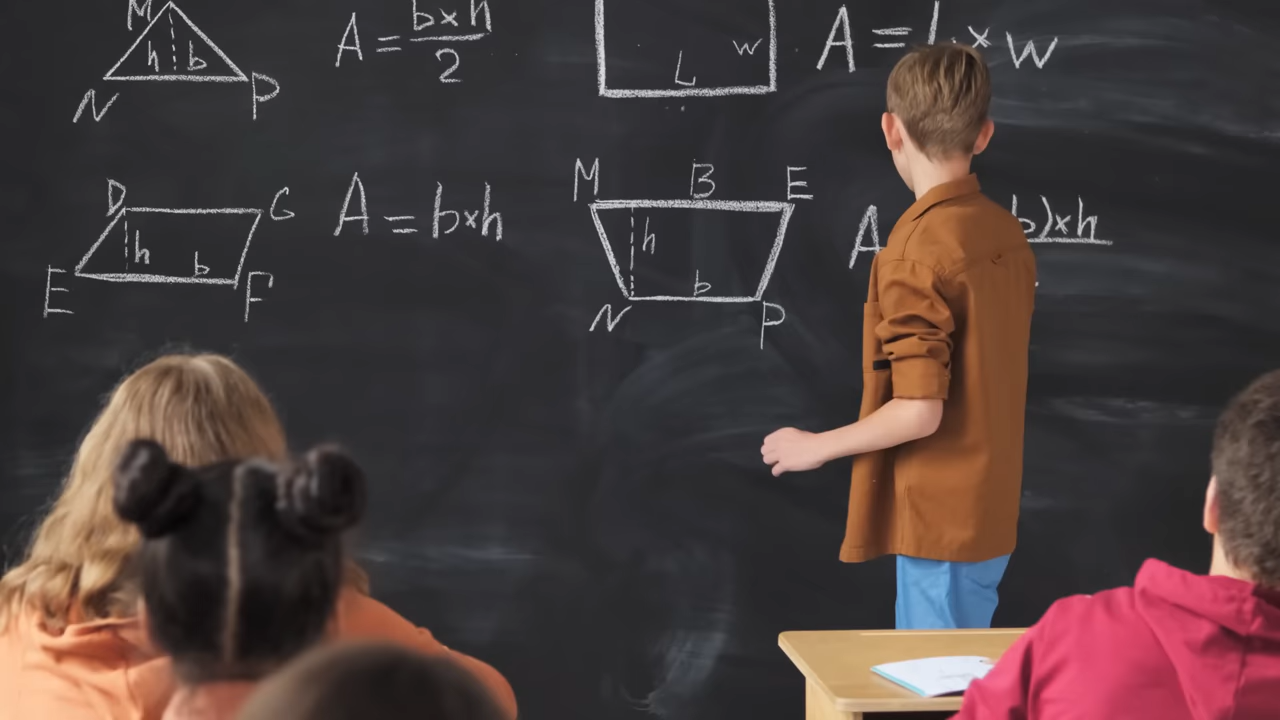 M
h b
N P
A = b×h/2
W
L
A = L × W
D G
h b
E F
A = b×h
M B E
h
b
N P
A b)×h